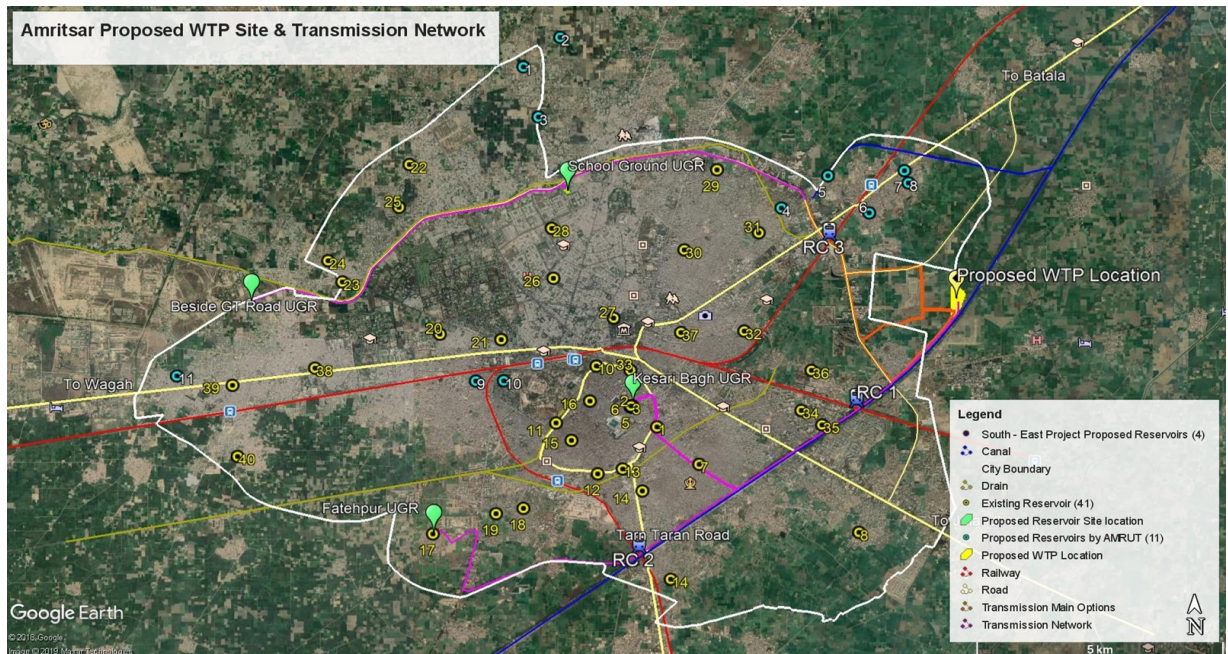 Amritsar Proposed WTP Site & Transmission Network
2
1
3
To Batala
22
School Ground UGR
29
5
7
8
25
4
6
28
31
RC 3
30
24
23
26
Proposed WTP Location
Beside GT Road UGR
27
20
21
37
32
33
10
38
36
Kesari Bagh UGR
To Wagah
11
39
9
10
RC 1
16
2
6
3
5
34
35
11
1
15
40
13
7
12
14
Fatehpur UGR
19
18
17
Tarn Taran Road
RC 2
8
14
Legend
South - East Project Proposed Reservoirs (4)
Canal
City Boundary
Drain
Existing Reservoir (41)
Proposed Reservoir Site location
Proposed Reservoirs by AMRUT (11)
Proposed WTP Location
Railway
Road
Transmission Main Options
Transmission Network
N
Google Earth
© 2018 Google
Image © 2019 Maxar Technologies
5 km